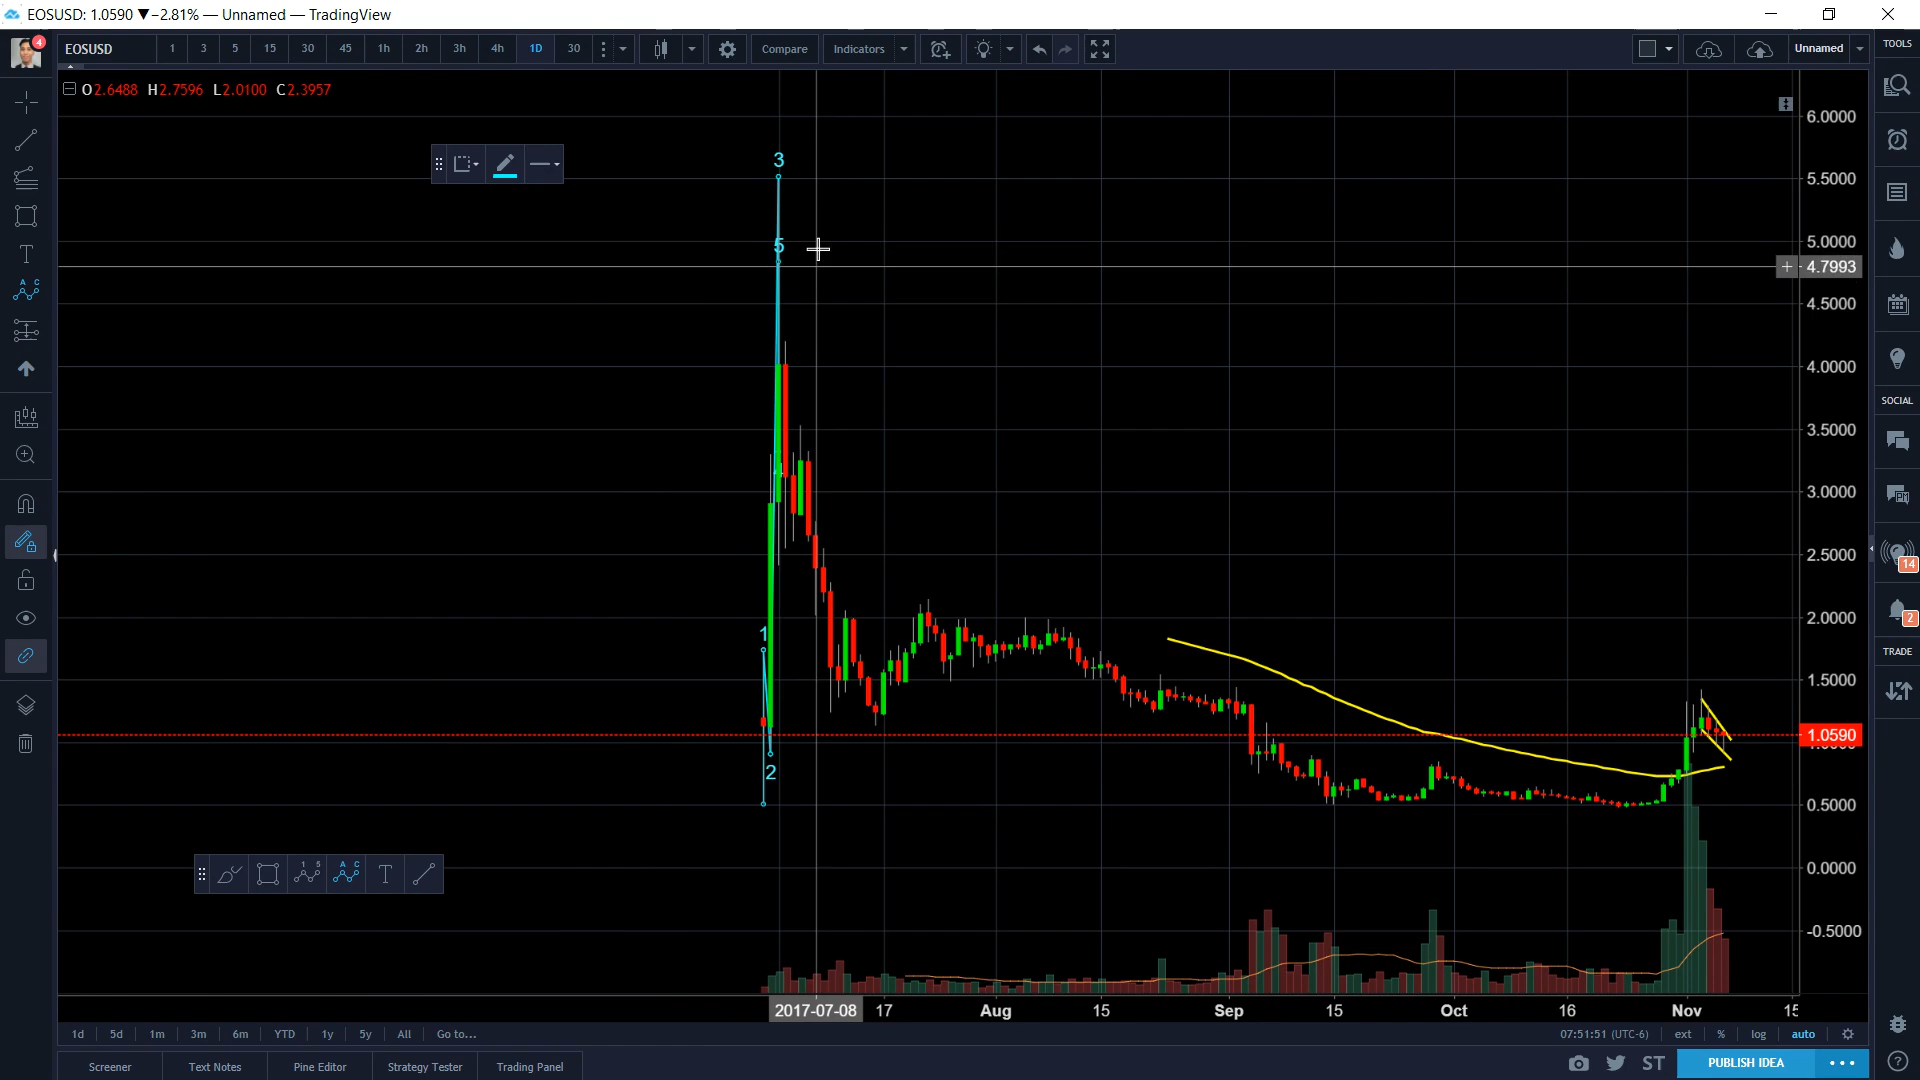 EOSUSD: 1.0590 ▼−2.81% — Unnamed — TradingView
4
EOSUSD 1 3 5 15 30 45 1h 2h 3h 4h 1D 30 Compare Indicators Unnamed TOOLS
O2.6488 H2.7596 L2.0100 C2.3957
6.0000
3
5.5000
5
5.0000
4.7993
4.5000
4.0000
SOCIAL
3.5000
4
3.0000
2.5000
14
2.0000
2
1
TRADE
1.5000
1.0590
2
0.5000
0.0000
-0.5000
2017-07-08 17 Aug 15 Sep 15 Oct 16 Nov 15
1d 5d 1m 3m 6m YTD 1y 5y All Go to... 07:51:51 (UTC-6) ext % log auto
Screener Text Notes Pine Editor Strategy Tester Trading Panel ST PUBLISH IDEA